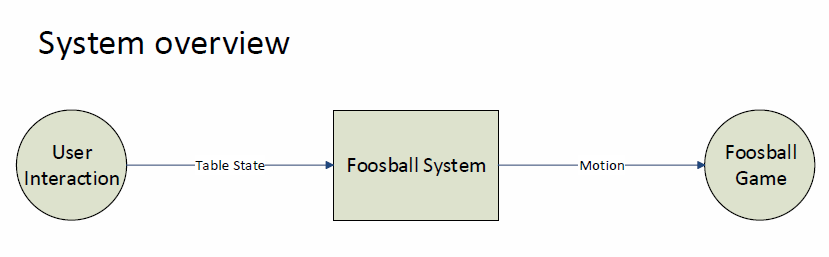 System overview
User
Interaction
Table State
Foosball System
Motion
Foosball
Game